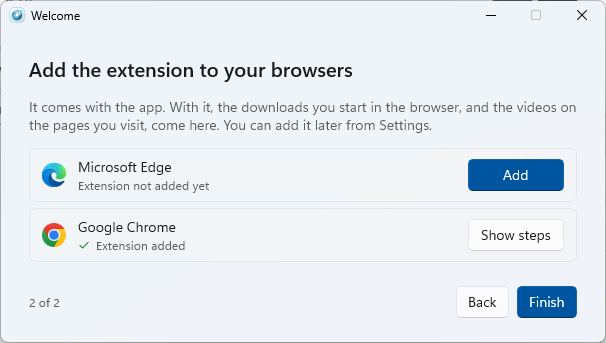 Welcome
Add the extension to your browsers
It comes with the app. With it, the downloads you start in the browser, and the videos on
the pages you visit, come here. You can add it later from Settings.
Microsoft Edge
Extension not added yet
Add
Google Chrome
Extension added
Show steps
2 of 2
Back
Finish